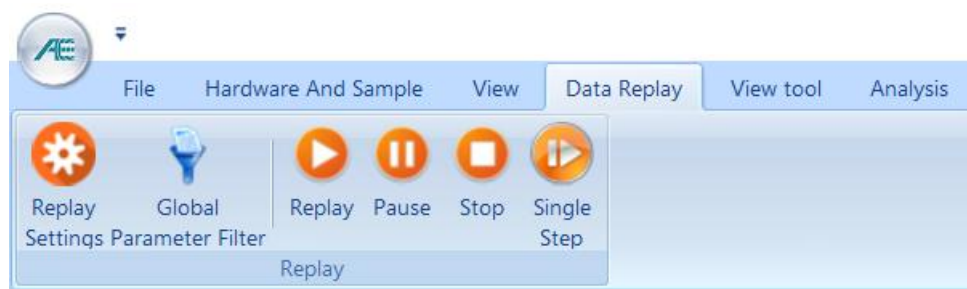 AE
File Hardware And Sample View Data Replay View tool Analysis
Replay Global Replay Pause Stop Single
Settings Parameter Filter Step
Replay